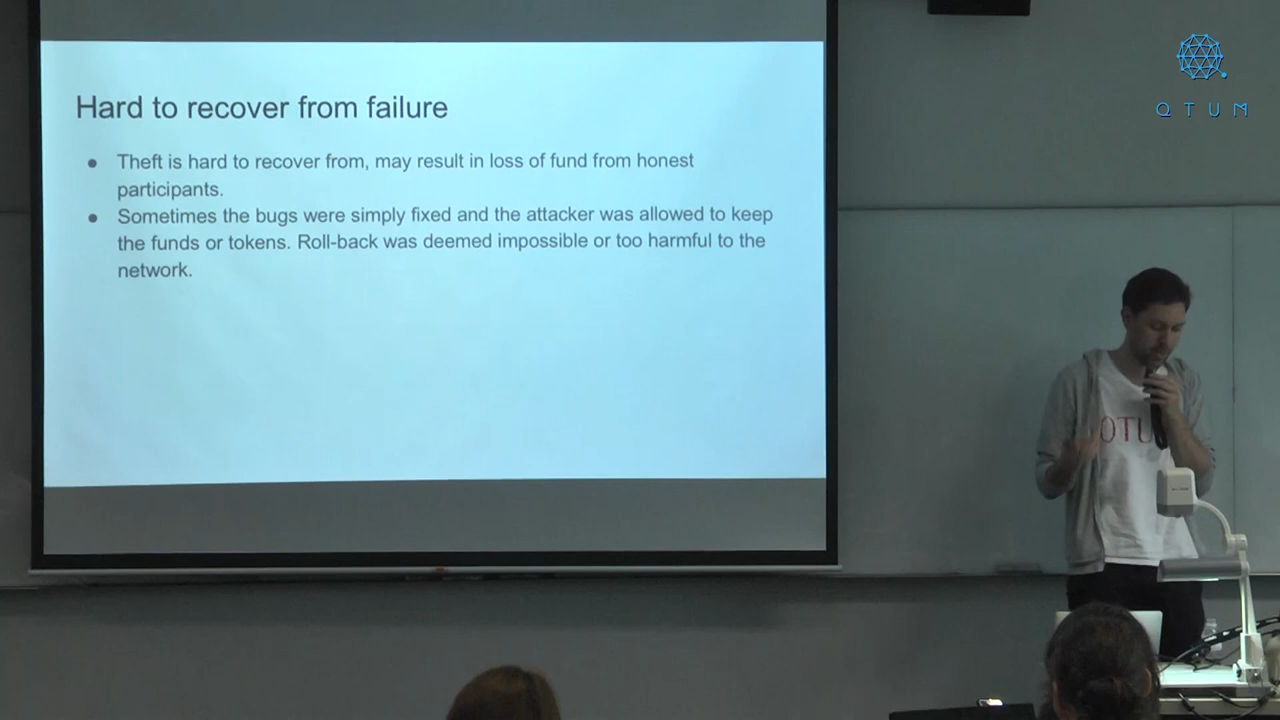 Hard to recover from failure
● Theft is hard to recover from, may result in loss of fund from honest
participants.
● Sometimes the bugs were simply fixed and the attacker was allowed to keep
the funds or tokens. Roll-back was deemed impossible or too harmful to the
network.
QTUM
QTU